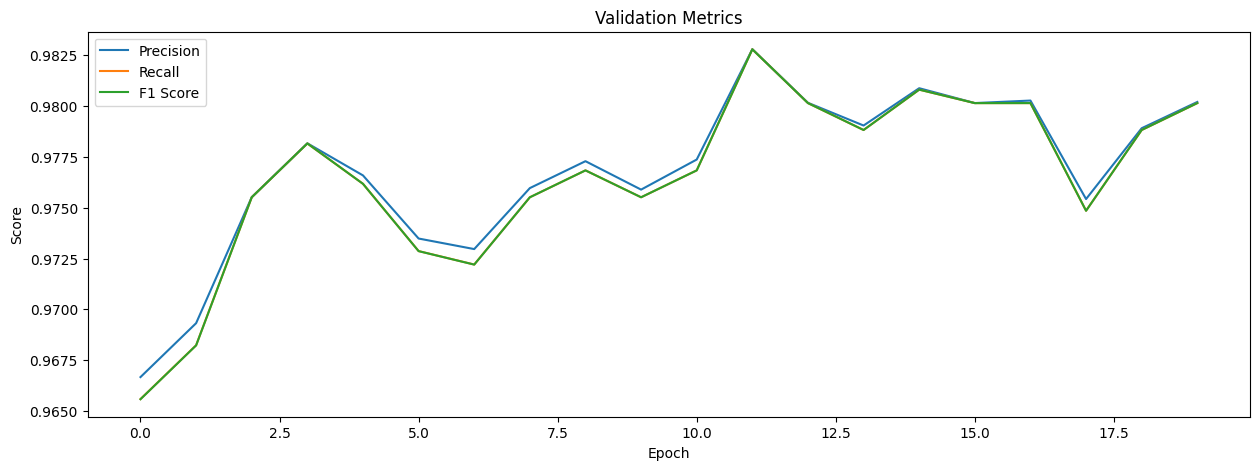 Validation Metrics
Precision
Recall
F1 Score
0.9825
0.9800
0.9775
0.9750
0.9725
0.9700
0.9675
0.9650
Score
0.0 2.5 5.0 7.5 10.0 12.5 15.0 17.5
Epoch